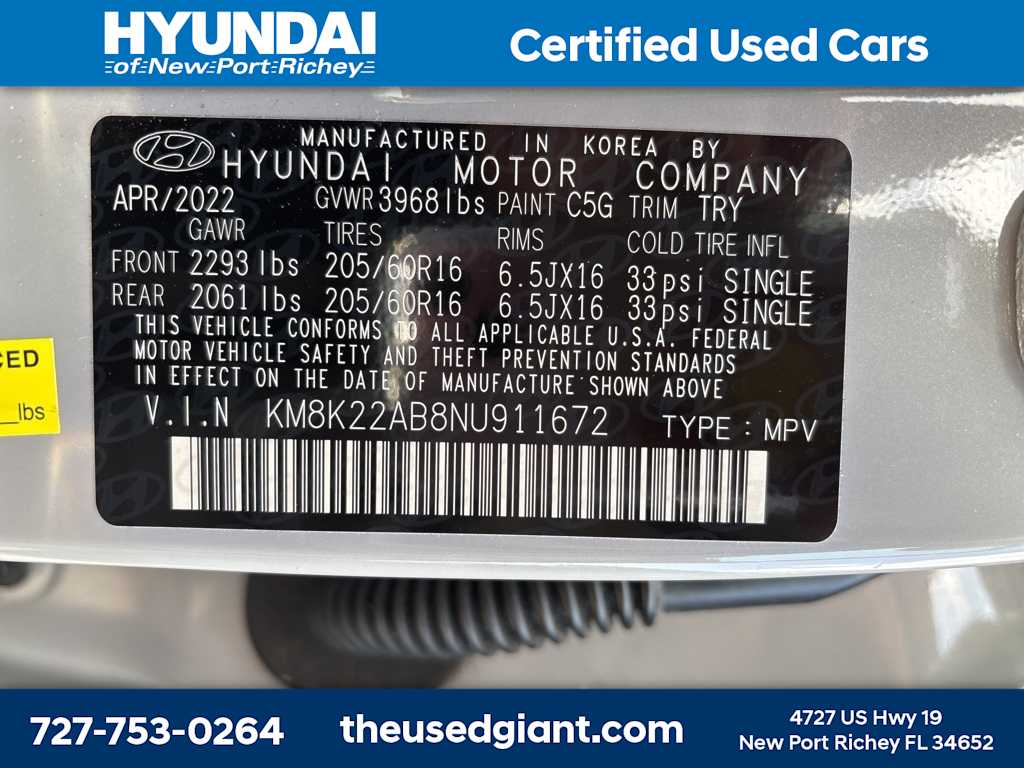 HYUNDAI
of New Port Richey
Certified Used Cars
MANUFACTURED IN KOREA BY
HYUNDAI MOTOR COMPANY
APR/2022 GVWR 3968 lbs PAINT C5G TRIM TRY
GAWR TIRES RIMS COLD TIRE INFL
FRONT 2293 lbs 205/60R16 6.5JX16 33psi SINGLE
REAR 2061 lbs 205/60R16 6.5JX16 33psi SINGLE
THIS VEHICLE CONFORMS TO ALL APPLICABLE U.S.A. FEDERAL
MOTOR VEHICLE SAFETY AND THEFT PREVENTION STANDARDS
IN EFFECT ON THE DATE OF MANUFACTURE SHOWN ABOVE
V.I.N KM8K22AB8NU911672 TYPE : MPV
lbs
727-753-0264
theusedgiant.com
4727 US Hwy 19
New Port Richey FL 34652